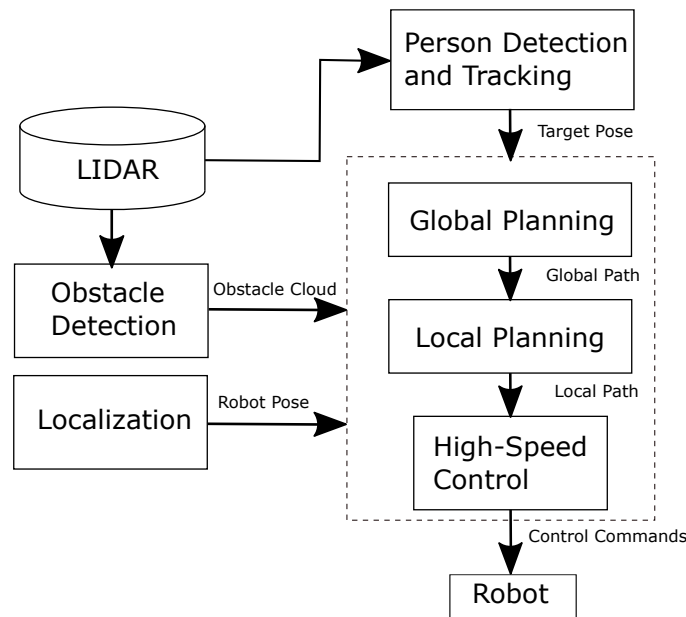 Person Detection
and Tracking
Target Pose
LIDAR
Global Planning
Global Path
Obstacle
Detection
Obstacle Cloud
Local Planning
Local Path
Localization
Robot Pose
High-Speed
Control
Control Commands
Robot